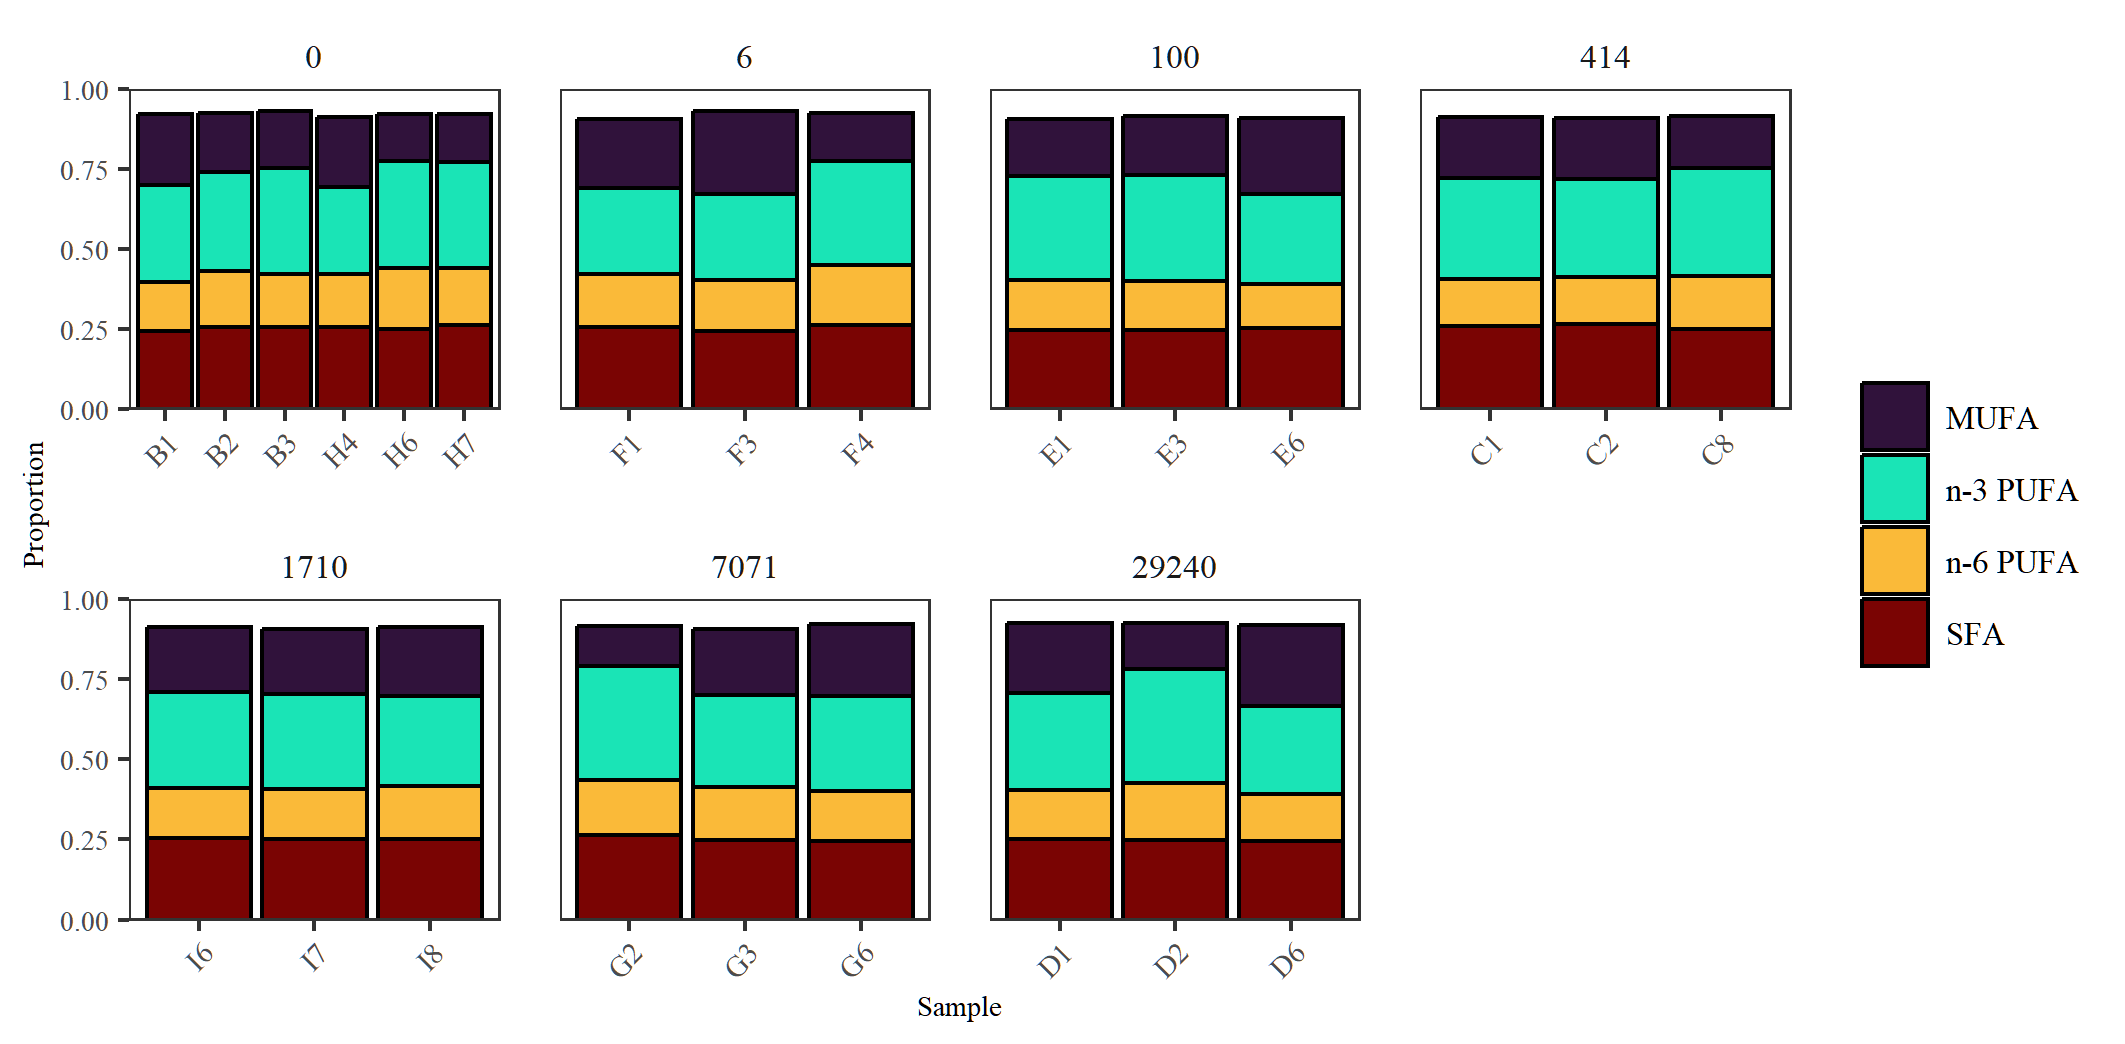 0 6 100 414
1.00
0.75
0.50
0.25
0.00
B1 B2 B3 H4 H6 H7 F1 F3 F4 E1 E3 E6 C1 C2 C8
Proportion
MUFA
n-3 PUFA
n-6 PUFA
SFA
1710 7071 29240
1.00
0.75
0.50
0.25
0.00
I6 I7 I8 G2 G3 G6 D1 D2 D6
Sample